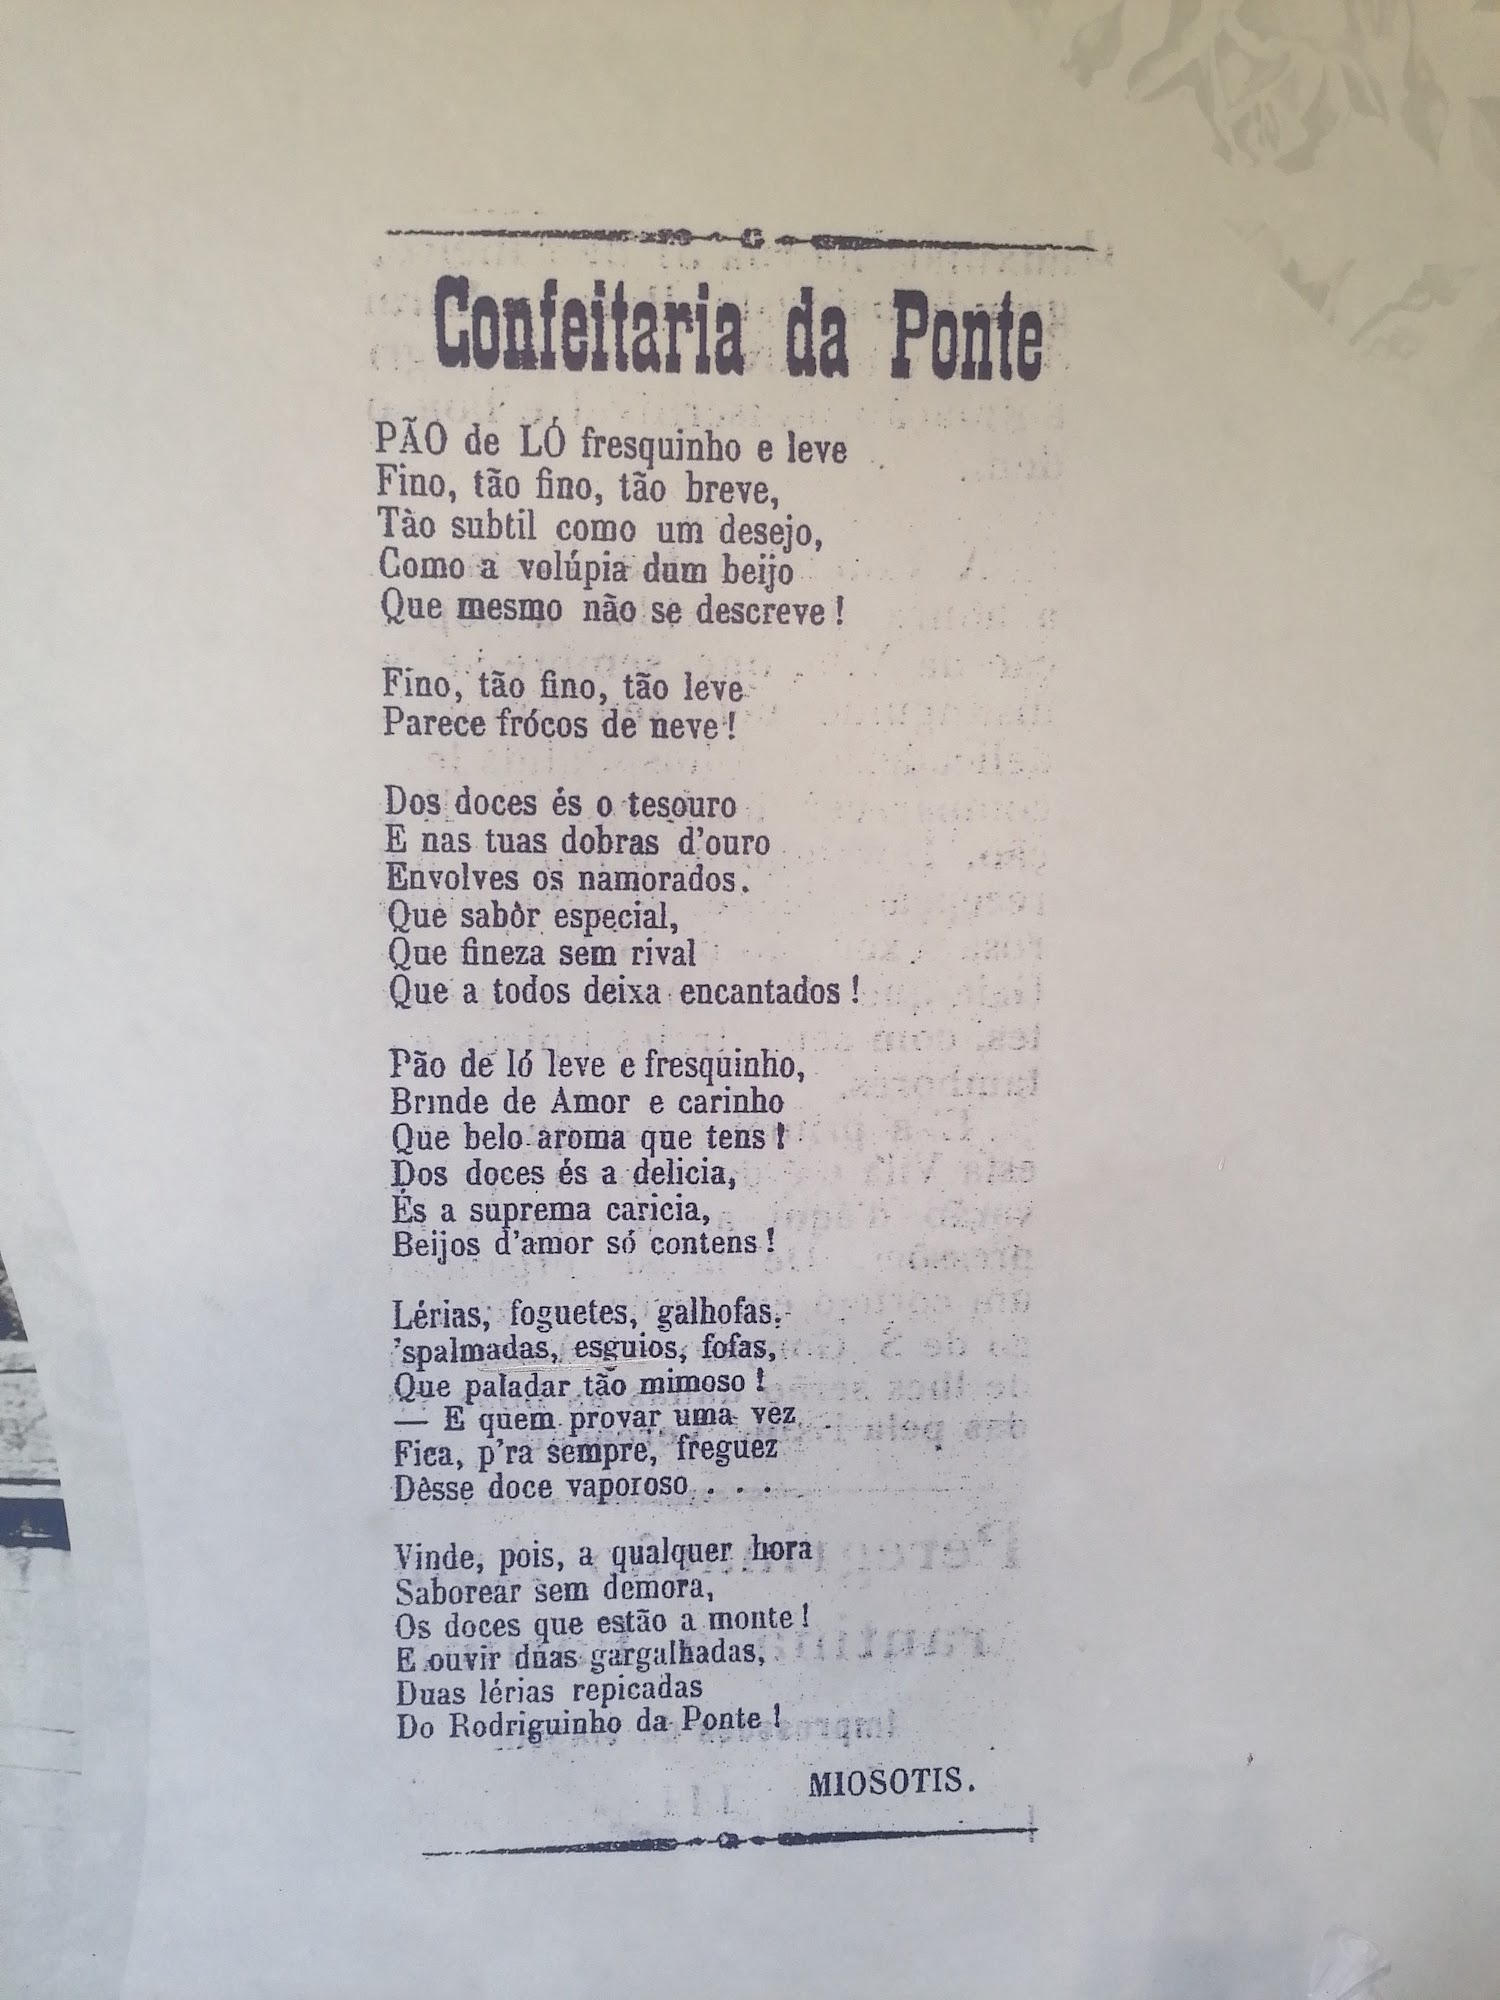 Confeitaria da Ponte
PÃO de LÓ fresquinho e leve
Fino, tão fino, tão breve,
Tào subtil como um desejo,
Como a volúpia dum beijo
Que mesmo não se descreve !
Fino, tão fino, tão leve
Parece frócos de neve !
Dos doces és o tesouro
E nas tuas dobras d'ouro
Envolves os namorados.
Que sabòr especial,
Que fineza sem rival
Que a todos deixa encantados !
Pão de ló leve e fresquinho,
Brinde de Amor e carinho
Que belo aroma que tens !
Dos doces és a delicia,
És a suprema caricia,
Beijos d'amor só contens !
Lérias, foguetes, galhofas,
'spalmadas, esguios, fofas,
Que paladar tão mimoso !
— E quem provar uma vez
Fica, p'ra sempre, freguez
Dèsse doce vaporoso . . .
Vinde, pois, a qualquer hora
Saborear sem demora,
Os doces que estão a monte !
E ouvir duas gargalhadas,
Duas lérias repicadas
Do Rodriguinho da Ponte !
MIOSOTIS.